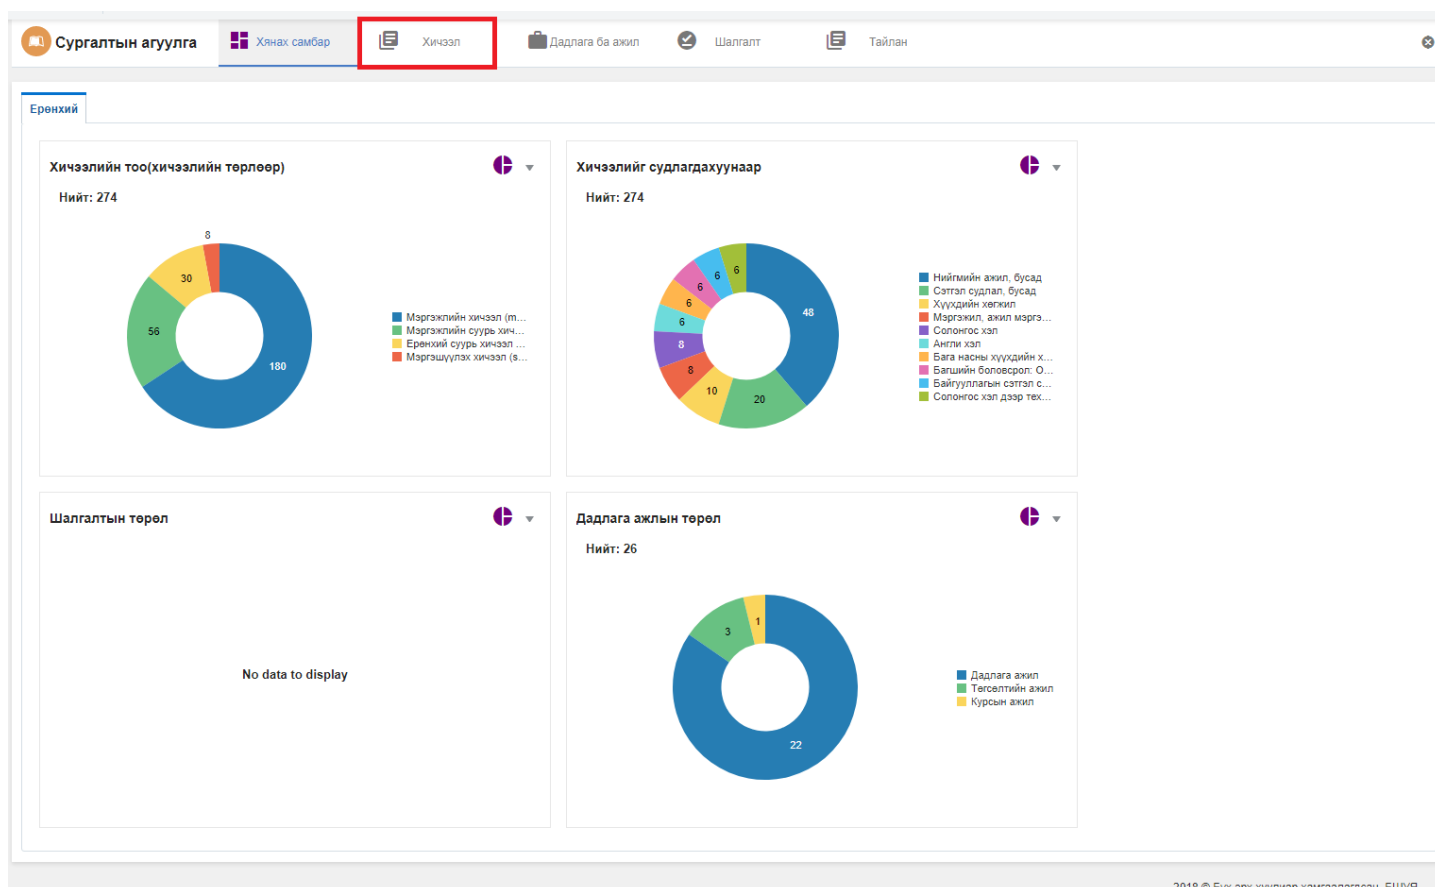 Сургалтын агуулга
Хянах самбар
Хичээл
Дадлага ба ажил
Шалгалт
Тайлан
Ерөнхий
Хичээлийн тоо(хичээлийн төрлөөр)
Нийт: 274
8
30
56
180
Мэргэжлийн хичээл (m...
Мэргэжлийн суурь хич...
Ерөнхий суурь хичээл ...
Мэргэшүүлэх хичээл (s...
Хичээлийг судлагдахуунаар
Нийт: 274
6
6
6
6
6
8
8
10
20
48
Нийгмийн ажил, бусад
Сэтгэл судлал, бусад
Хүүхдийн хөгжил
Мэргэжил, ажил мэргэ...
Солонгос хэл
Англи хэл
Бага насны хүүхдийн х...
Багшийн боловсрол: О...
Байгууллагын сэтгэл с...
Солонгос хэл дээр тех...
Шалгалтын төрөл
No data to display
Дадлага ажлын төрөл
Нийт: 26
1
3
22
Дадлага ажил
Төгсөлтийн ажил
Курсын ажил